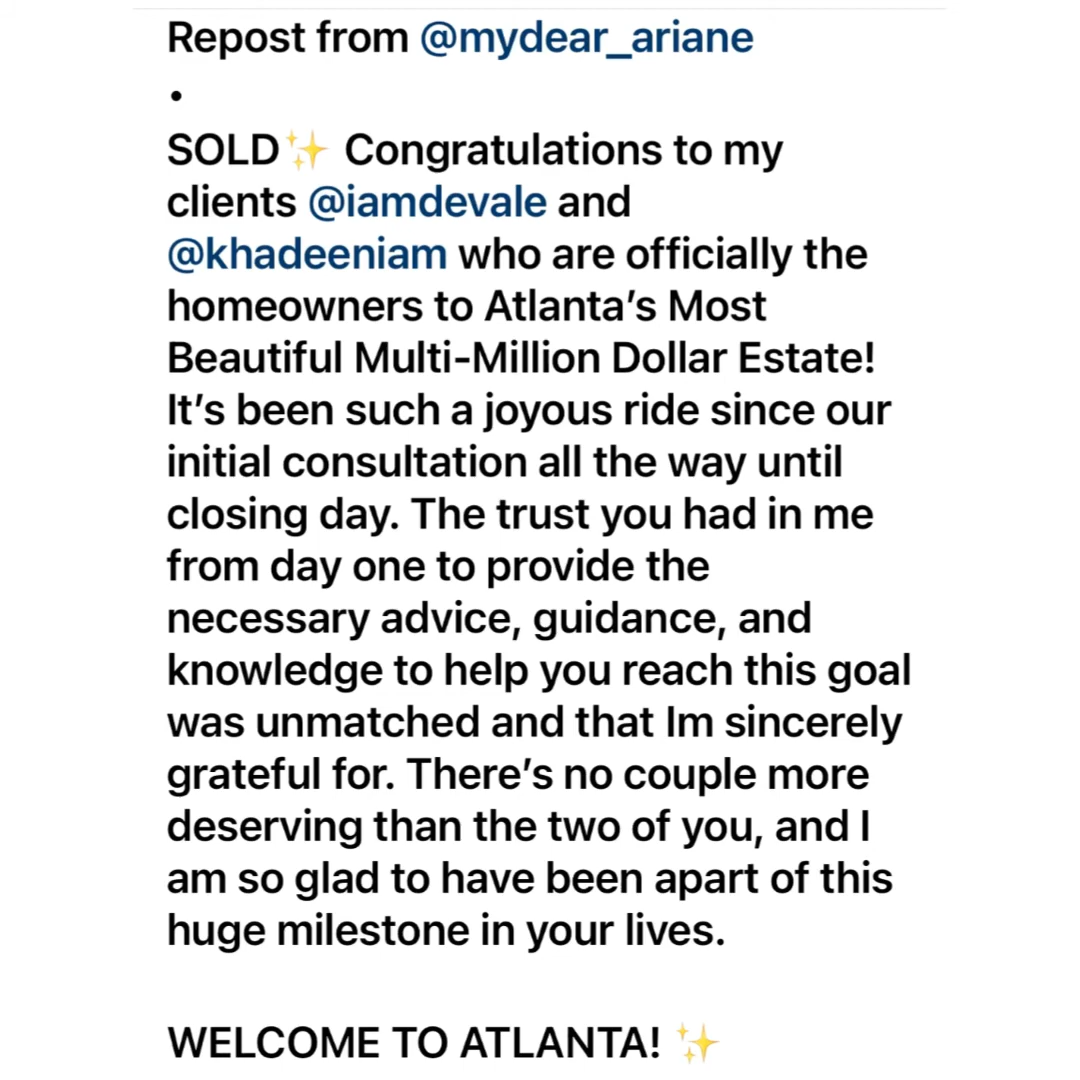 Repost from @mydear_ariane
•
SOLD✨ Congratulations to my
clients @iamdevale and
@khadeeniam who are officially the
homeowners to Atlanta’s Most
Beautiful Multi-Million Dollar Estate!
It’s been such a joyous ride since our
initial consultation all the way until
closing day. The trust you had in me
from day one to provide the
necessary advice, guidance, and
knowledge to help you reach this goal
was unmatched and that Im sincerely
grateful for. There’s no couple more
deserving than the two of you, and I
am so glad to have been apart of this
huge milestone in your lives.
WELCOME TO ATLANTA! ✨